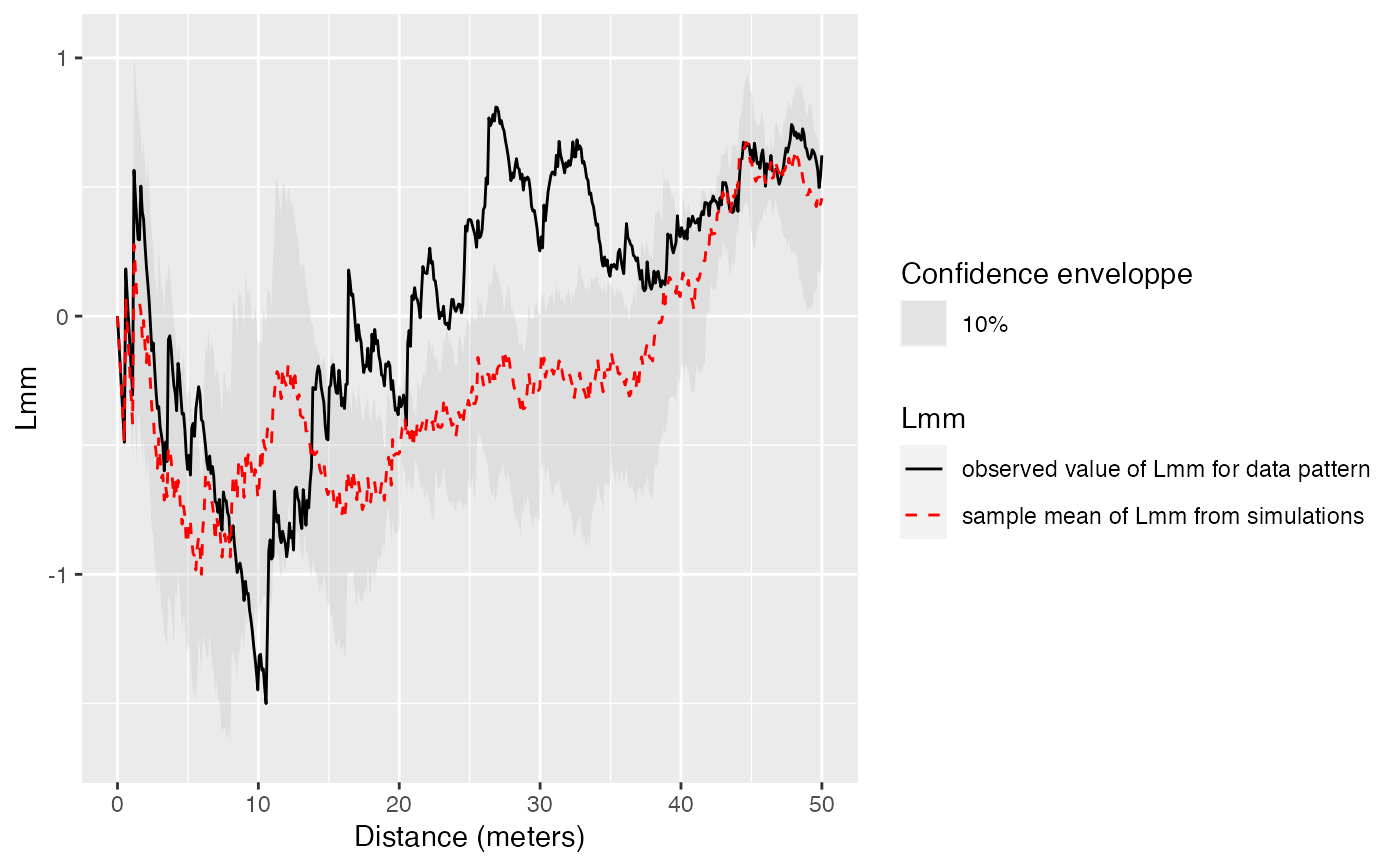 1
0
-1
Lmm
0
10
20
30
40
50
Distance (meters)
Confidence enveloppe
10%
Lmm
observed value of Lmm for data pattern
sample mean of Lmm from simulations